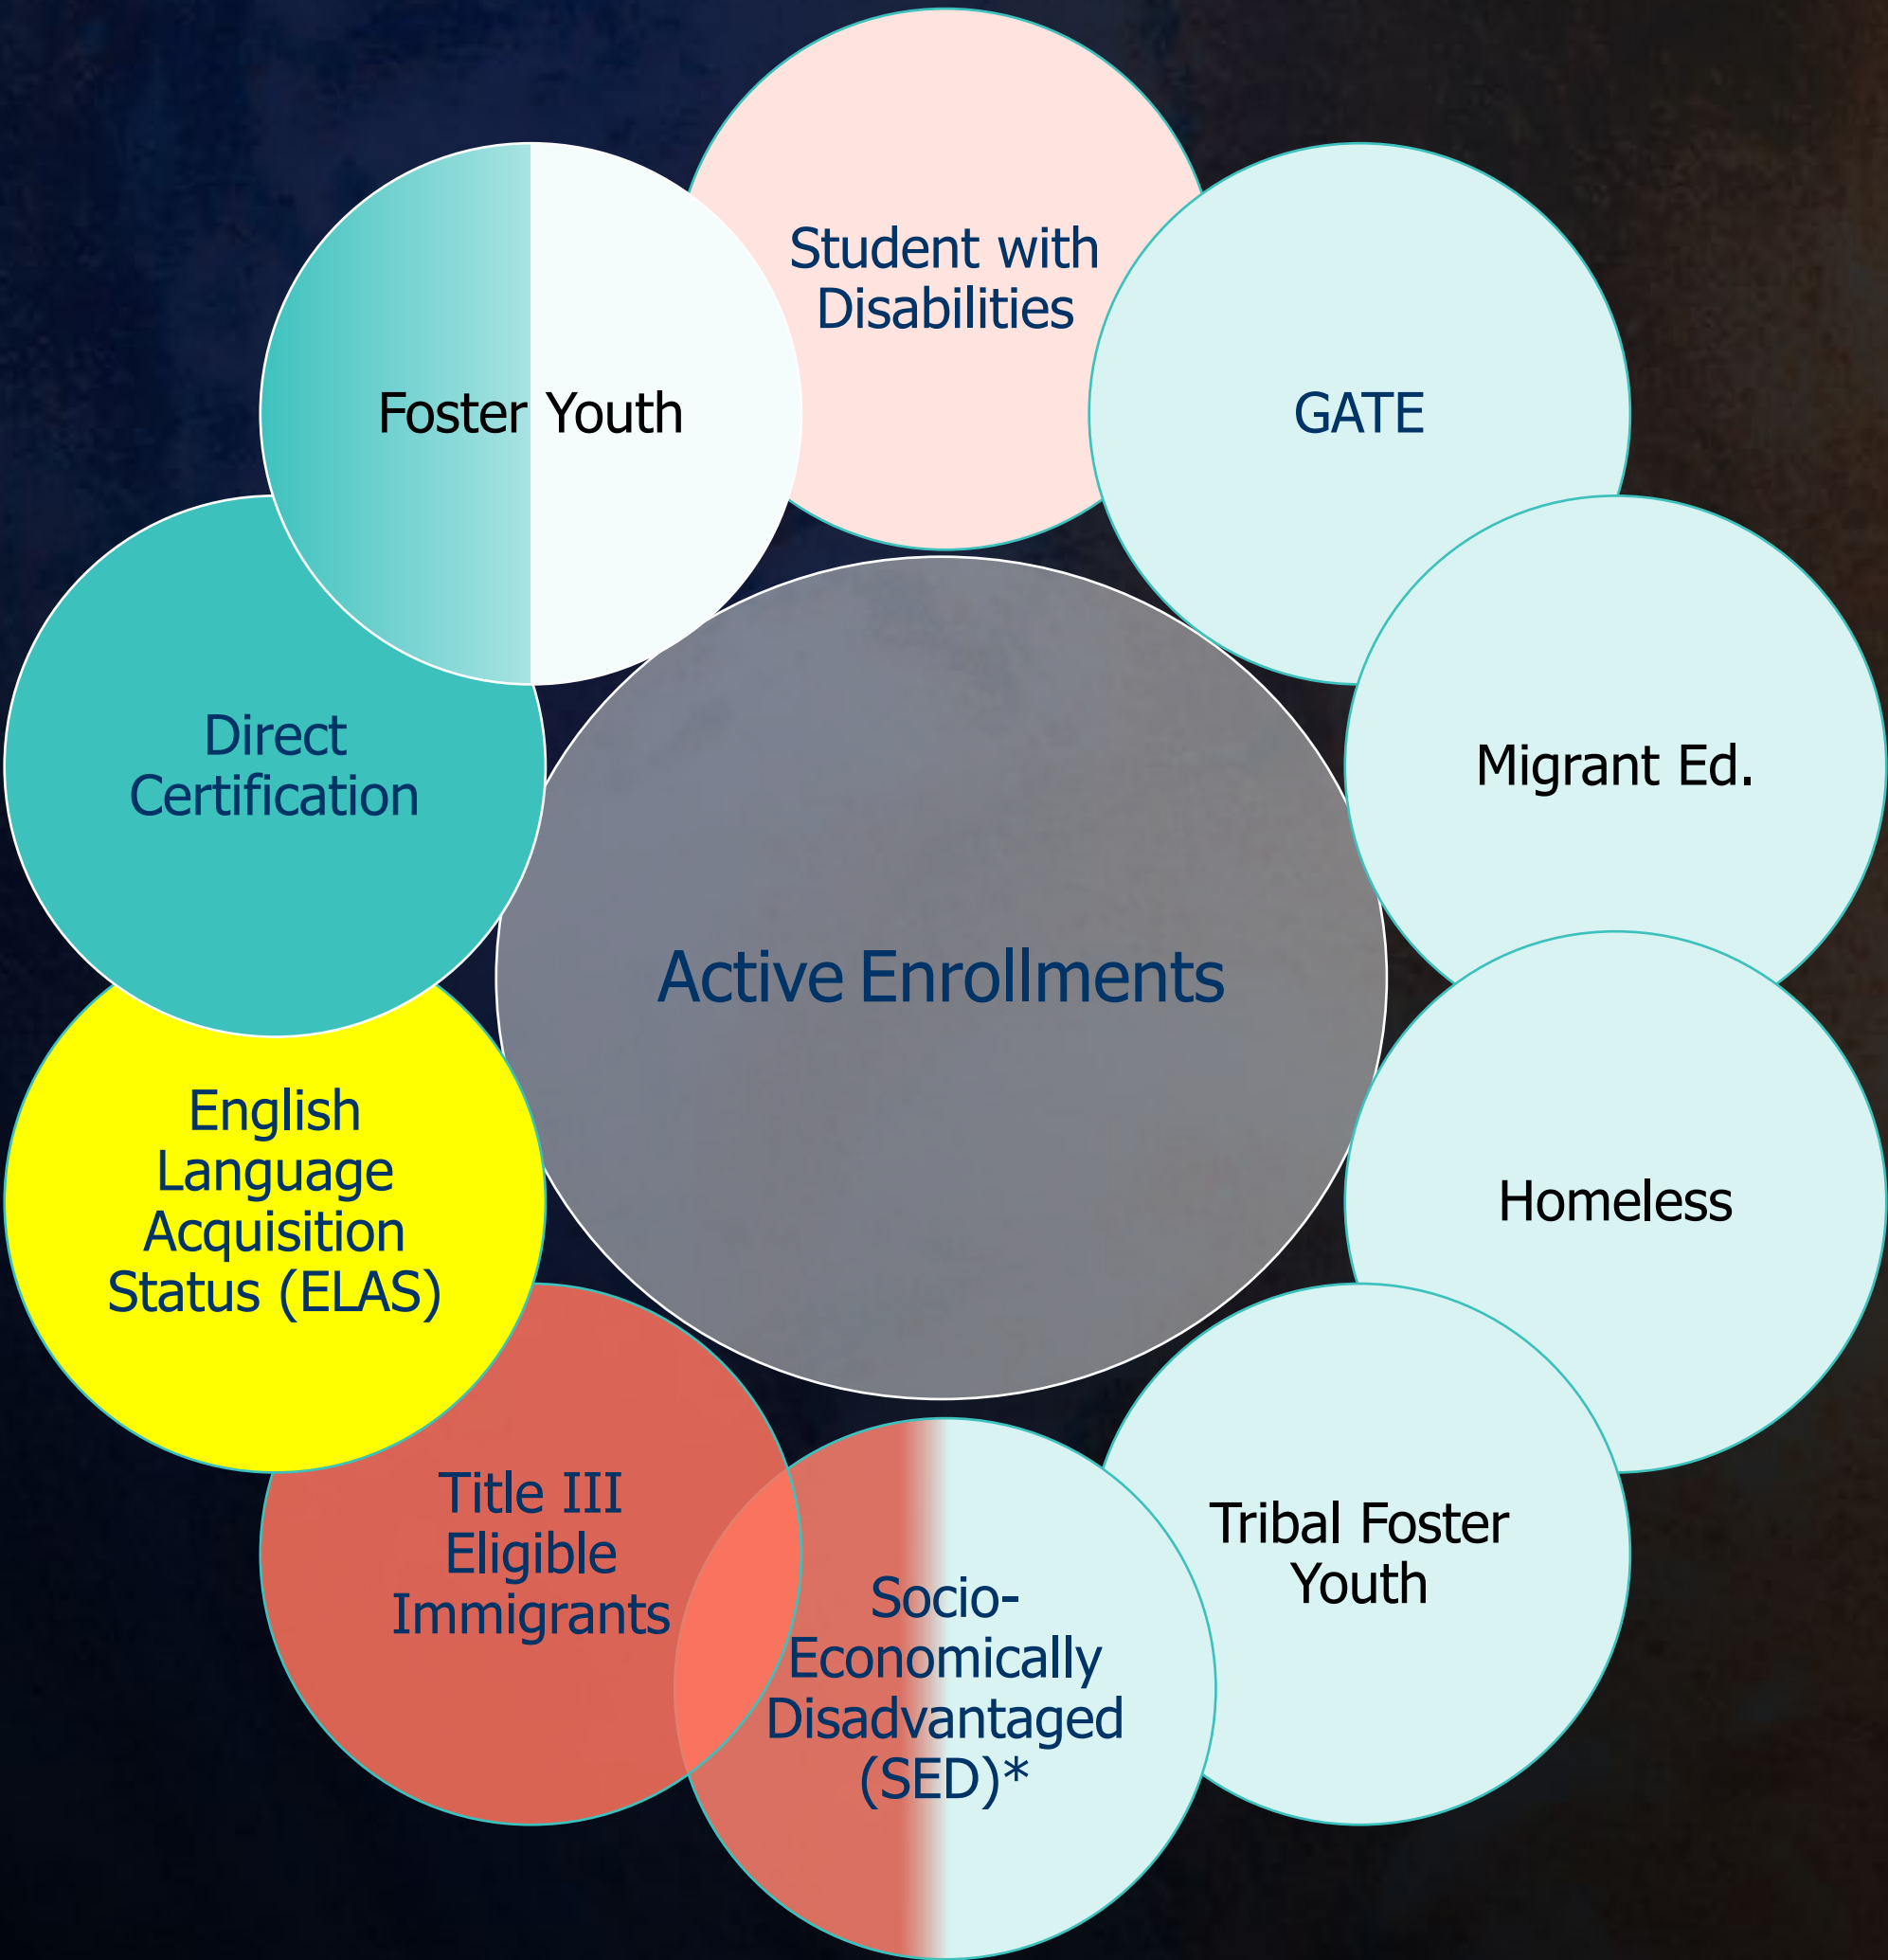 Student with
Disabilities
GATE
Migrant Ed.
Homeless
Tribal Foster
Youth
Socio-
Economically
Disadvantaged
(SED)*
Title III
Eligible
Immigrants
English
Language
Acquisition
Status (ELAS)
Direct
Certification
Foster Youth
Active Enrollments